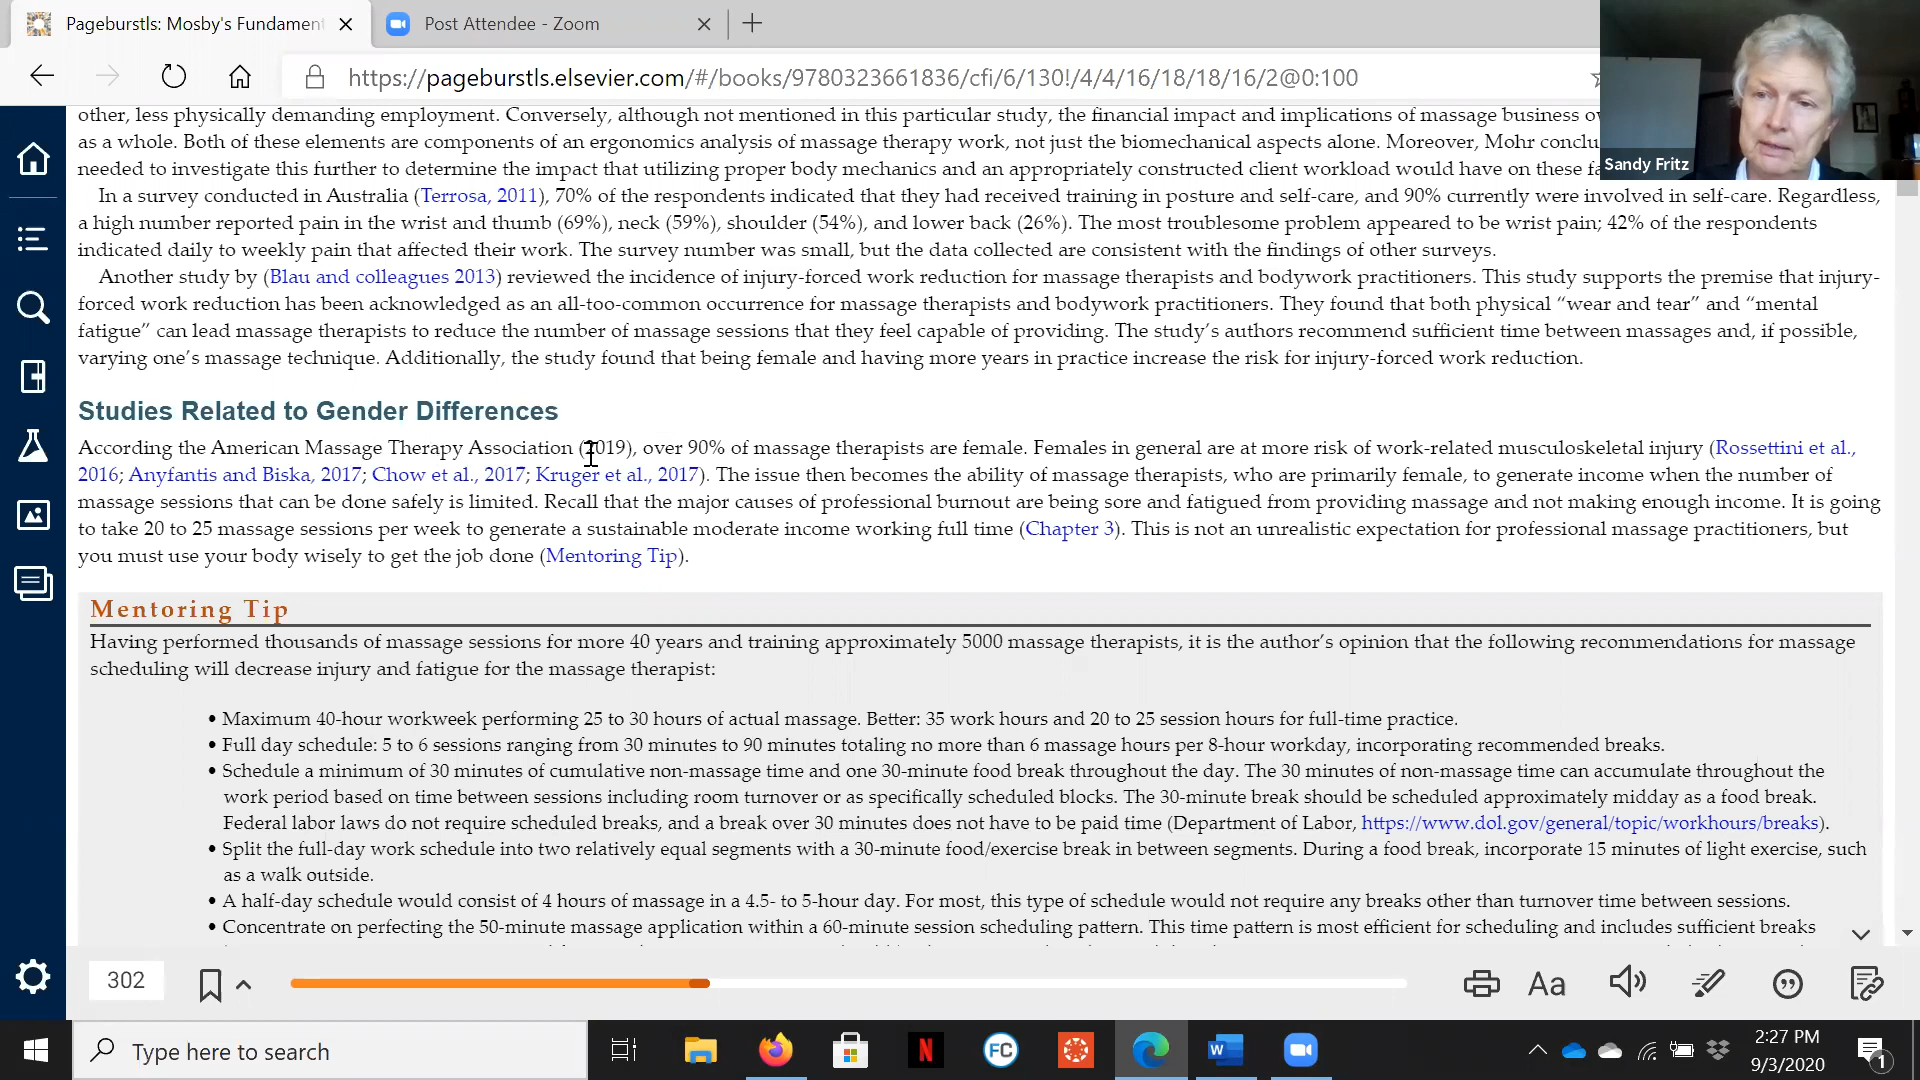 Pageburstls: Mosby's Fundament
Post Attendee - Zoom
https://pageburstls.elsevier.com/#/books/9780323661836/cfi/6/130!/4/4/16/18/18/16/2@0:100
Sandy Fritz
other, less physically demanding employment. Conversely, although not mentioned in this particular study, the financial impact and implications of massage business ov
as a whole. Both of these elements are components of an ergonomics analysis of massage therapy work, not just the biomechanical aspects alone. Moreover, Mohr conclu
needed to investigate this further to determine the impact that utilizing proper body mechanics and an appropriately constructed client workload would have on these fa
In a survey conducted in Australia (Terrosa, 2011), 70% of the respondents indicated that they had received training in posture and self-care, and 90% currently were involved in self-care. Regardless,
a high number reported pain in the wrist and thumb (69%), neck (59%), shoulder (54%), and lower back (26%). The most troublesome problem appeared to be wrist pain; 42% of the respondents
indicated daily to weekly pain that affected their work. The survey number was small, but the data collected are consistent with the findings of other surveys.
Another study by (Blau and colleagues 2013) reviewed the incidence of injury-forced work reduction for massage therapists and bodywork practitioners. This study supports the premise that injury-
forced work reduction has been acknowledged as an all-too-common occurrence for massage therapists and bodywork practitioners. They found that both physical “wear and tear” and “mental
fatigue” can lead massage therapists to reduce the number of massage sessions that they feel capable of providing. The study’s authors recommend sufficient time between massages and, if possible,
varying one’s massage technique. Additionally, the study found that being female and having more years in practice increase the risk for injury-forced work reduction.
Studies Related to Gender Differences
According the American Massage Therapy Association (2019), over 90% of massage therapists are female. Females in general are at more risk of work-related musculoskeletal injury (Rossettini et al.,
2016; Anyfantis and Biska, 2017; Chow et al., 2017; Kruger et al., 2017). The issue then becomes the ability of massage therapists, who are primarily female, to generate income when the number of
massage sessions that can be done safely is limited. Recall that the major causes of professional burnout are being sore and fatigued from providing massage and not making enough income. It is going
to take 20 to 25 massage sessions per week to generate a sustainable moderate income working full time (Chapter 3). This is not an unrealistic expectation for professional massage practitioners, but
you must use your body wisely to get the job done (Mentoring Tip).
Mentoring Tip
Having performed thousands of massage sessions for more 40 years and training approximately 5000 massage therapists, it is the author’s opinion that the following recommendations for massage
scheduling will decrease injury and fatigue for the massage therapist:
• Maximum 40-hour workweek performing 25 to 30 hours of actual massage. Better: 35 work hours and 20 to 25 session hours for full-time practice.
• Full day schedule: 5 to 6 sessions ranging from 30 minutes to 90 minutes totaling no more than 6 massage hours per 8-hour workday, incorporating recommended breaks.
• Schedule a minimum of 30 minutes of cumulative non-massage time and one 30-minute food break throughout the day. The 30 minutes of non-massage time can accumulate throughout the
work period based on time between sessions including room turnover or as specifically scheduled blocks. The 30-minute break should be scheduled approximately midday as a food break.
Federal labor laws do not require scheduled breaks, and a break over 30 minutes does not have to be paid time (Department of Labor, https://www.dol.gov/general/topic/workhours/breaks).
• Split the full-day work schedule into two relatively equal segments with a 30-minute food/exercise break in between segments. During a food break, incorporate 15 minutes of light exercise, such
as a walk outside.
• A half-day schedule would consist of 4 hours of massage in a 4.5- to 5-hour day. For most, this type of schedule would not require any breaks other than turnover time between sessions.
• Concentrate on perfecting the 50-minute massage application within a 60-minute session scheduling pattern. This time pattern is most efficient for scheduling and includes sufficient breaks
302
Aa
Type here to search
N
FC
W
2:27 PM
9/3/2020
1